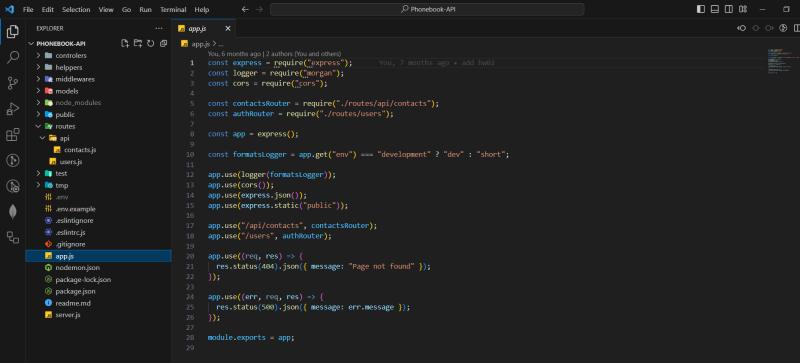 File Edit Selection View Go Run Terminal Help
Phonebook-API
EXPLORER
PHONEBOOK-API
controlers
helppers
middlewares
models
node_modules
public
routes
api
contacts.js
users.js
test
tmp
.env
.env.example
.eslintignore
.eslintrc.js
.gitignore
app.js
nodemon.json
package-lock.json
package.json
readme.md
server.js
app.js
app.js > ...
You, 6 months ago | 2 authors (You and others)
1 const express = require("express"); You, 7 months ago • add hw02
2 const logger = require("morgan");
3 const cors = require("cors");
4
5 const contactsRouter = require("./routes/api/contacts");
6 const authRouter = require("./routes/users");
7
8 const app = express();
9
10 const formatsLogger = app.get("env") === "development" ? "dev" : "short";
11
12 app.use(logger(formatsLogger));
13 app.use(cors());
14 app.use(express.json());
15 app.use(express.static("public"));
16
17 app.use("/api/contacts", contactsRouter);
18 app.use("/users", authRouter);
19
20 app.use((req, res) => {
21 res.status(404).json({ message: "Page not found" });
22 });
23
24 app.use((err, req, res) => {
25 res.status(500).json({ message: err.message });
26 });
27
28 module.exports = app;
29